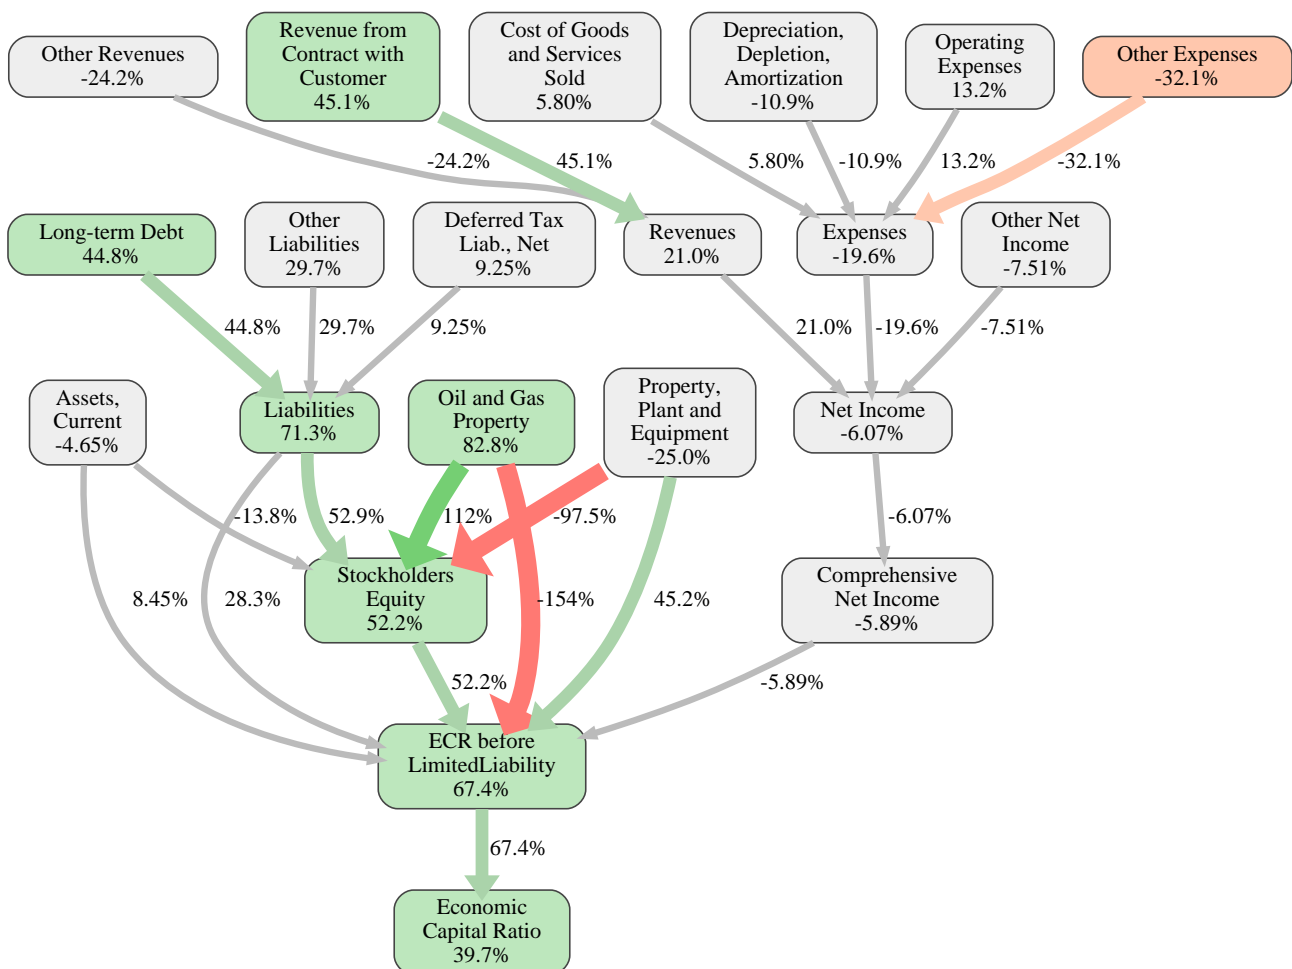 Other Revenues
-24.2%
Revenue from
Contract with
Customer
45.1%
Cost of Goods
and Services
Sold
5.80%
Depreciation,
Depletion,
Amortization
-10.9%
Operating
Expenses
13.2%
Other Expenses
-32.1%
-24.2%
45.1%
5.80%
-10.9%
13.2%
-32.1%
Long-term Debt
44.8%
Other
Liabilities
29.7%
Deferred Tax
Liab., Net
9.25%
Revenues
21.0%
Expenses
-19.6%
Other Net
Income
-7.51%
44.8%
29.7%
9.25%
21.0%
-19.6%
-7.51%
Assets,
Current
-4.65%
Liabilities
71.3%
Oil and Gas
Property
82.8%
Property,
Plant and
Equipment
-25.0%
Net Income
-6.07%
-13.8%
52.9%
112%
-97.5%
-6.07%
Stockholders
Equity
52.2%
Comprehensive
Net Income
-5.89%
8.45%
28.3%
-154%
45.2%
52.2%
-5.89%
ECR before
LimitedLiability
67.4%
67.4%
Economic
Capital Ratio
39.7%